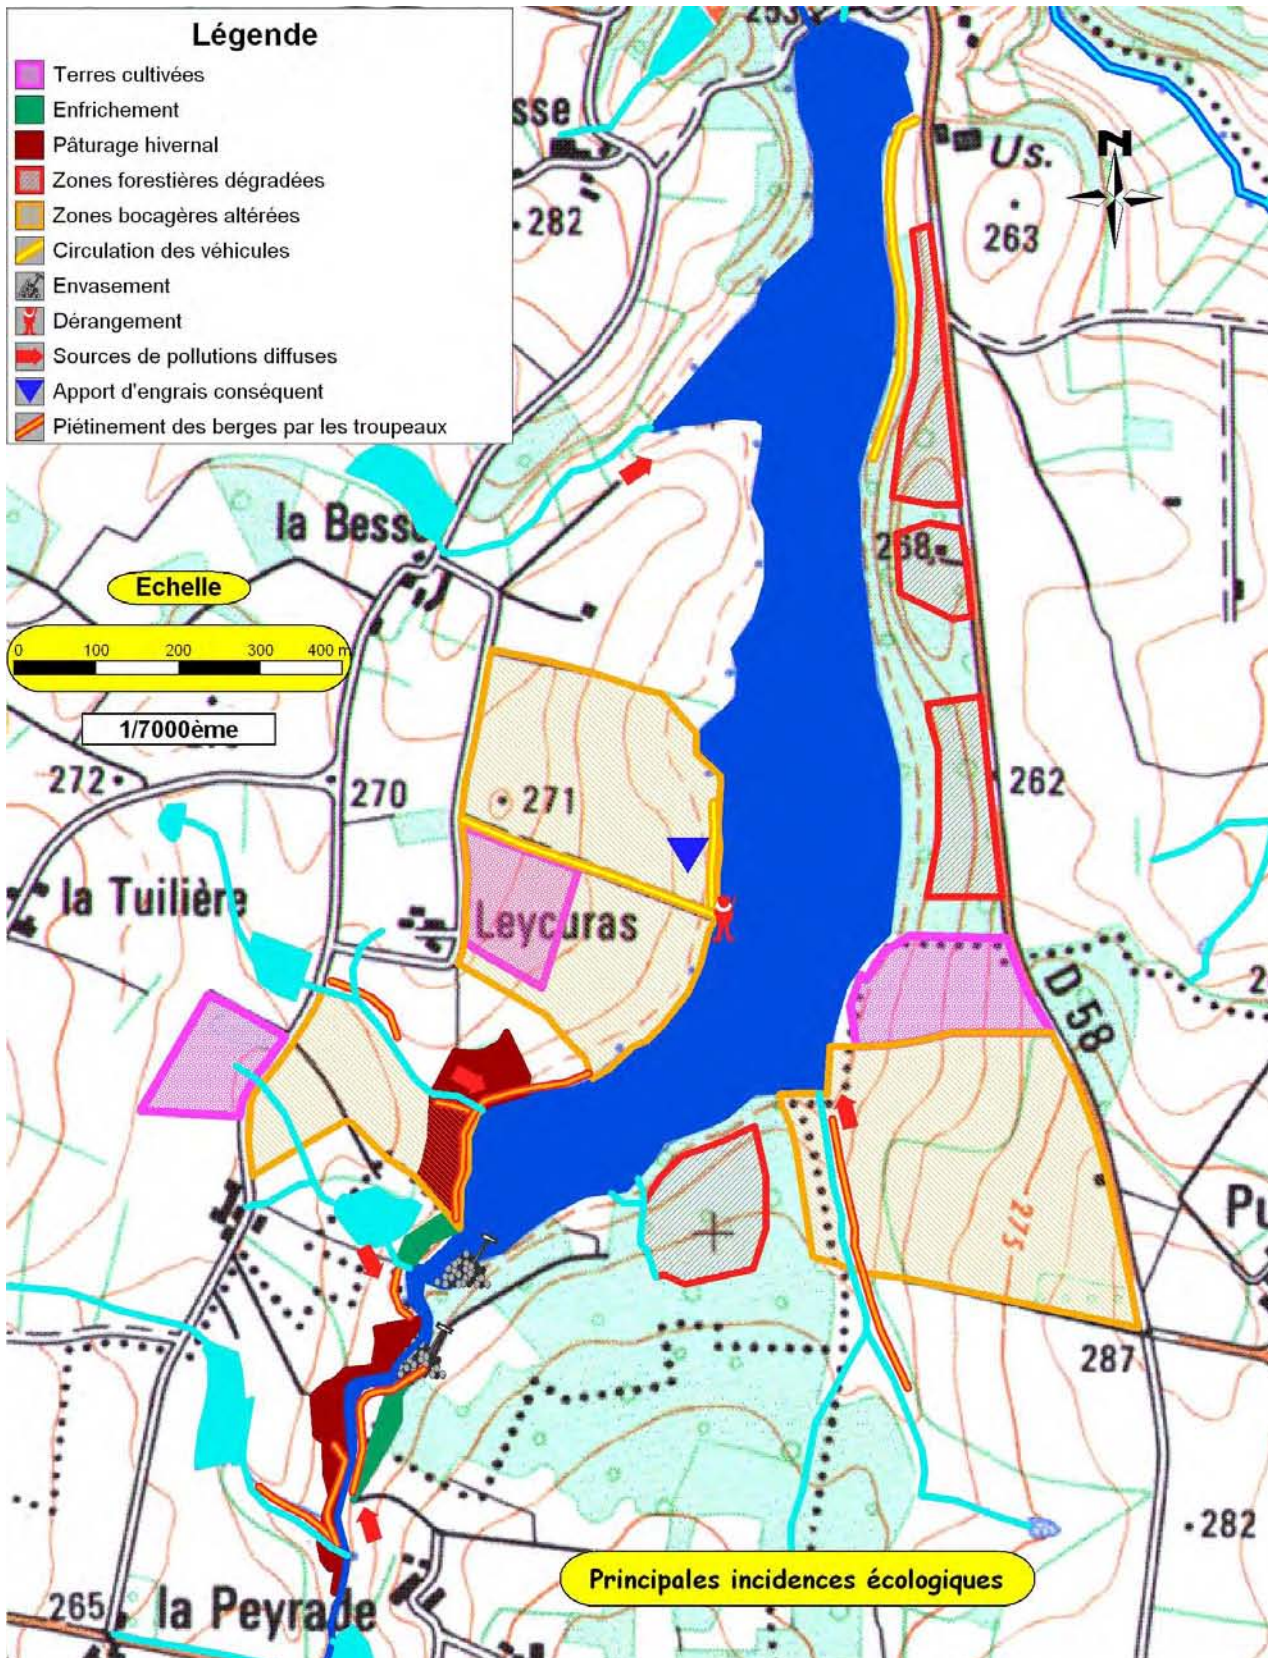 Légende
Terres cultivées
Enfrichement
Pâturage hivernal
Zones forestières dégradées
Zones bocagères altérées
Circulation des véhicules
Envasement
Dérangement
Sources de pollutions diffuses
Apport d'engrais conséquent
Piétinement des berges par les troupeaux
sse
Us.
N
282
263
la Besse
268
Echelle
0 100 200 300 400 m
1/7000ème
272
270
271
262
la Tuilière
Leycuras
D 58
275
Pu
287
282
Principales incidences écologiques
265
la Peyrade